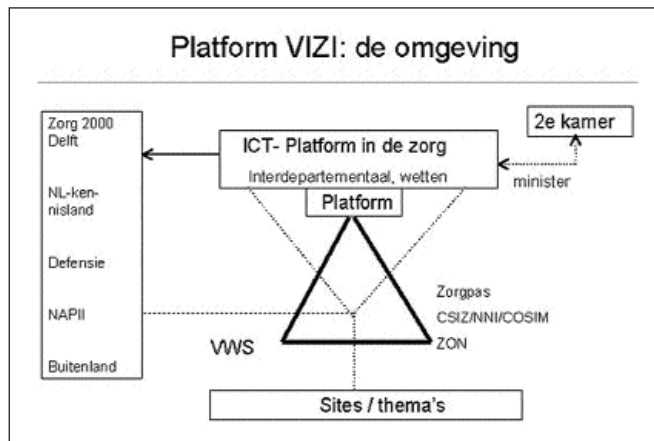 Platform VIZI: de omgeving
Zorg 2000
Delft
NL-ken-
nisland
Defensie
NAPII
Buitenland
ICT- Platform in de zorg
Interdepartementaal, wetten
Platform
2e kamer
minister
VWS
Zorgpas
CSIZ/NNI/COSIM
ZON
Sites / thema's